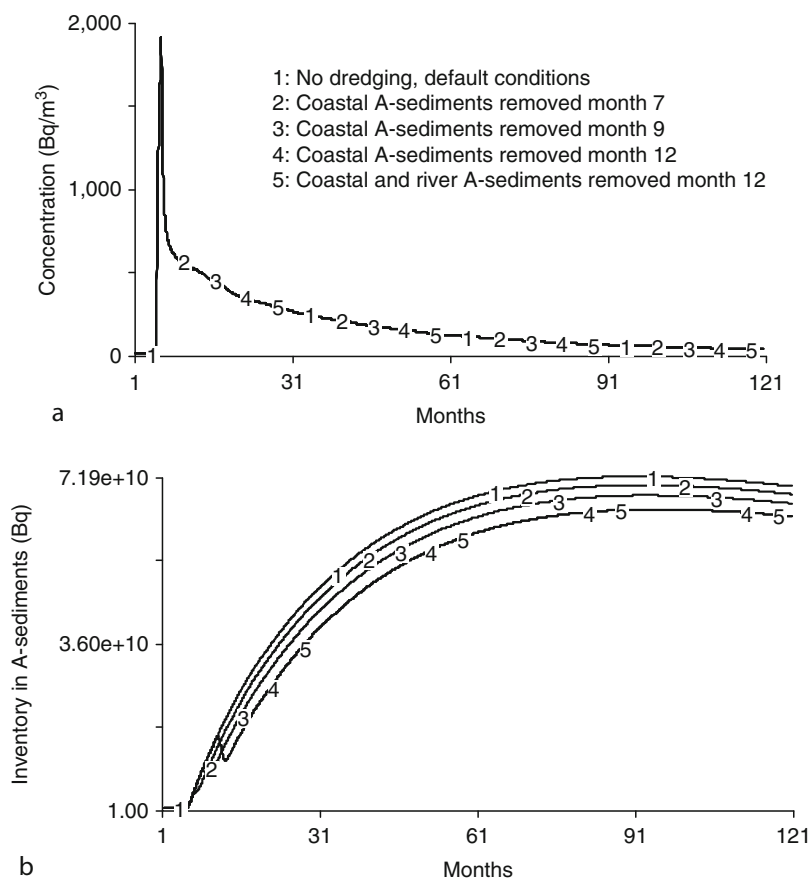 2,000
1,000
0
Concentration (Bq/m³)
1: No dredging, default conditions
2: Coastal A-sediments removed month 7
3: Coastal A-sediments removed month 9
4: Coastal A-sediments removed month 12
5: Coastal and river A-sediments removed month 12
1 2 3 4 5 1 2 3 4 5 1 2 3 4 5 1 2 3 4 5
1 31 61 91 121
Months
a
7.19e+10
3.60e+10
1.00
Inventory in A-sediments (Bq)
1 1 1 1
2 2 2 2
3 3 3 3
4 4 4 4
5 5 5 5
1 31 61 91 121
Months
b